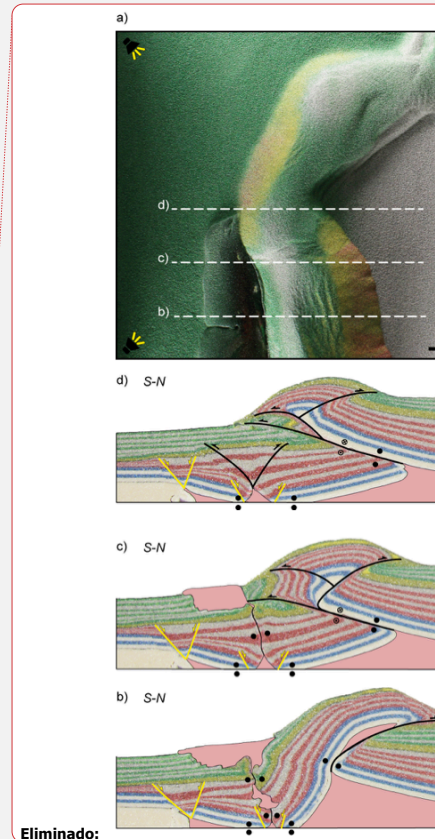 a)
d)
c)
b)
d) S-N
c) S-N
b) S-N
Eliminado: